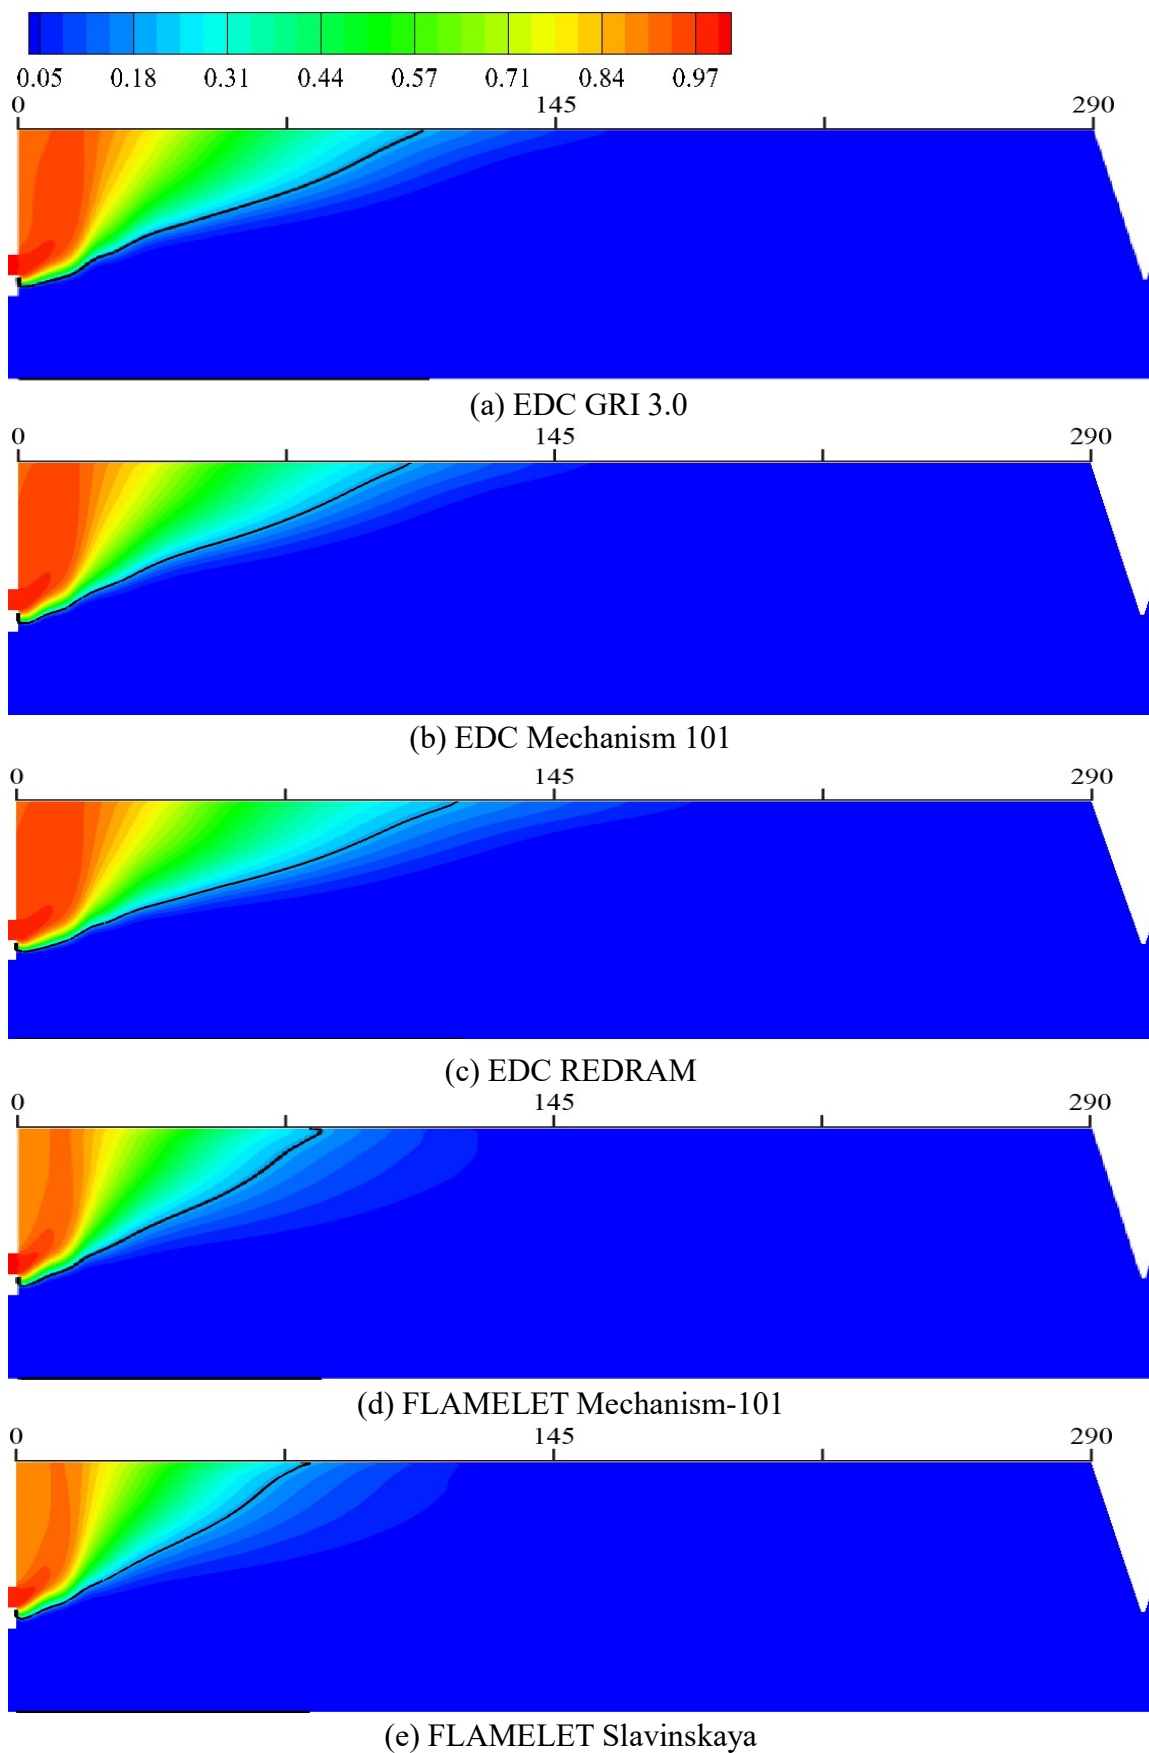 0.05 0.18 0.31 0.44 0.57 0.71 0.84 0.97
0 145 290
(a) EDC GRI 3.0
0 145 290
(b) EDC Mechanism 101
0 145 290
(c) EDC REDRAM
0 145 290
(d) FLAMELET Mechanism-101
0 145 290
(e) FLAMELET Slavinskaya